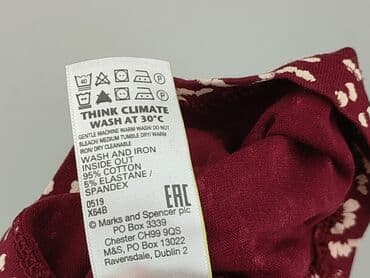 40
THINK CLIMATE
WASH AT 30°C
GENTLE MACHINE WARM WASH/ DO NOT
BLEACH/ MEDIUM TUMBLE DRY/ WARM
IRON/ DRY CLEANABLE
WASH AND IRON
INSIDE OUT
95% COTTON
5% ELASTANE /
SPANDEX
0519
X64B
EAC
© Marks and Spencer plc
PO Box 3339
Chester CH99 9QS
M&S, PO Box 13022
Ravensdale, Dublin 2